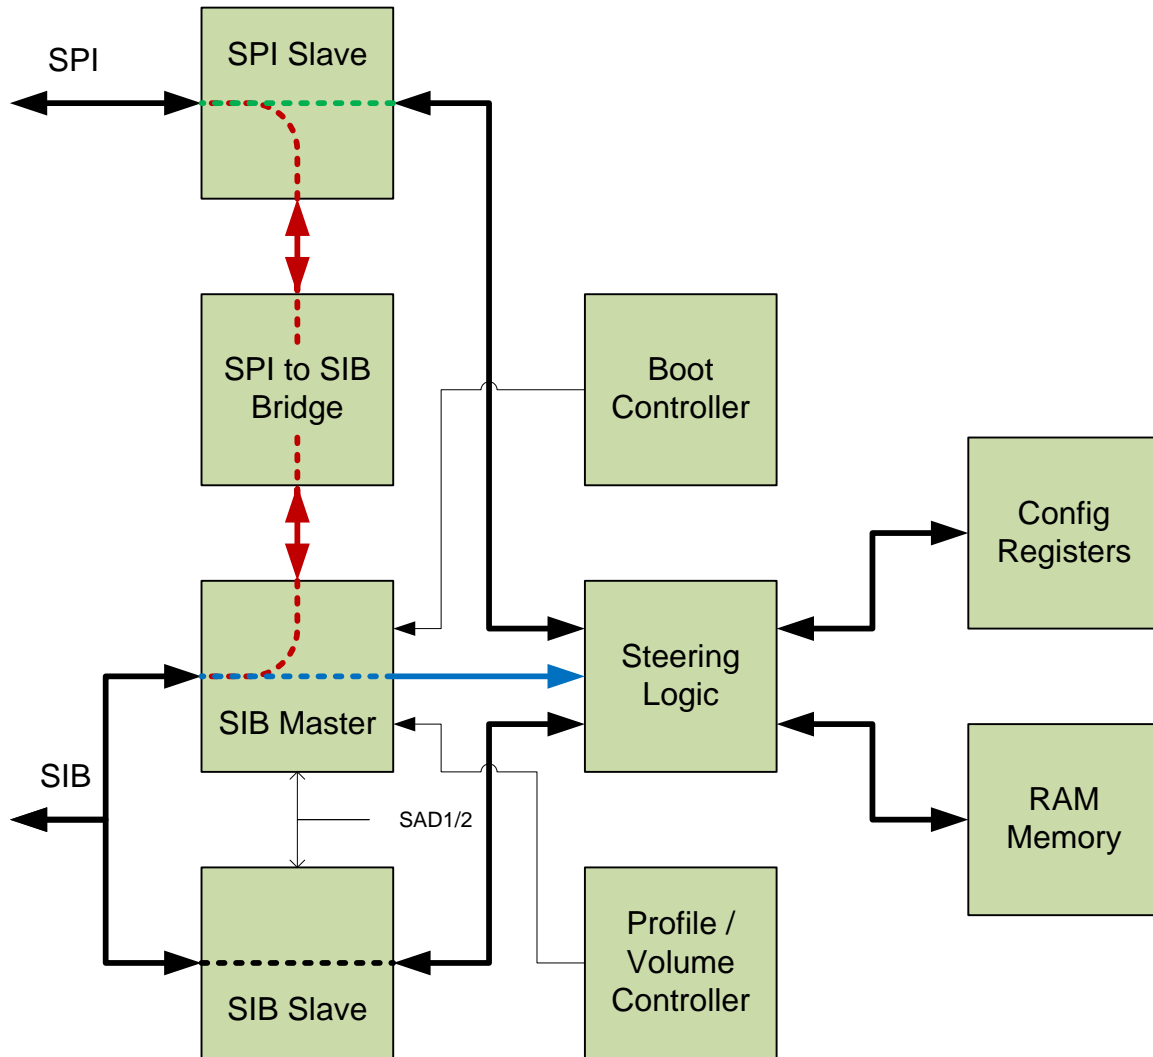 SPI
SPI Slave
SPI to SIB
Bridge
Boot
Controller
Config
Registers
Steering
Logic
SIB Master
SIB
SAD1/2
RAM
Memory
Profile /
Volume
Controller
SIB Slave